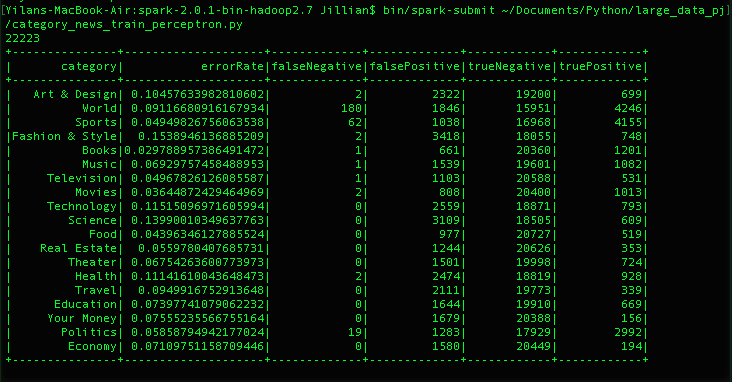 [Yilans-MacBook-Air:spark-2.0.1-bin-hadoop2.7 Jillian$ bin/spark-submit ~/Documents/Python/large_data_pj]
/category_news_train_perceptron.py
22223
+---------------+--------------------+-------------+-------------+------------+------------+
| category| errorRate|falseNegative|falsePositive|trueNegative|truePositive|
+---------------+--------------------+-------------+-------------+------------+------------+
| Art & Design| 0.10457633982810602| 2| 2322| 19200| 699|
| World| 0.09116680916167934| 180| 1846| 15951| 4246|
| Sports| 0.04949826756063538| 62| 1038| 16968| 4155|
|Fashion & Style| 0.1538946136885209| 2| 3418| 18055| 748|
| Books|0.029788957386491472| 1| 661| 20360| 1201|
| Music| 0.06929757458488953| 1| 1539| 19601| 1082|
| Television| 0.04967826126085587| 1| 1103| 20588| 531|
| Movies| 0.03644872429464969| 2| 808| 20400| 1013|
| Technology| 0.11515096971605994| 0| 2559| 18871| 793|
| Science| 0.13990010349637763| 0| 3109| 18505| 609|
| Food| 0.04396346127885524| 0| 977| 20727| 519|
| Real Estate| 0.0559780407685731| 0| 1244| 20626| 353|
| Theater| 0.06754263600773973| 0| 1501| 19998| 724|
| Health| 0.11141610043648473| 2| 2474| 18819| 928|
| Travel| 0.0949916752913648| 0| 2111| 19773| 339|
| Education| 0.07397741079062232| 0| 1644| 19910| 669|
| Your Money| 0.07555235566755164| 0| 1679| 20388| 156|
| Politics| 0.05858794942177024| 19| 1283| 17929| 2992|
| Economy| 0.07109751158709446| 0| 1580| 20449| 194|
+---------------+--------------------+-------------+-------------+------------+------------+